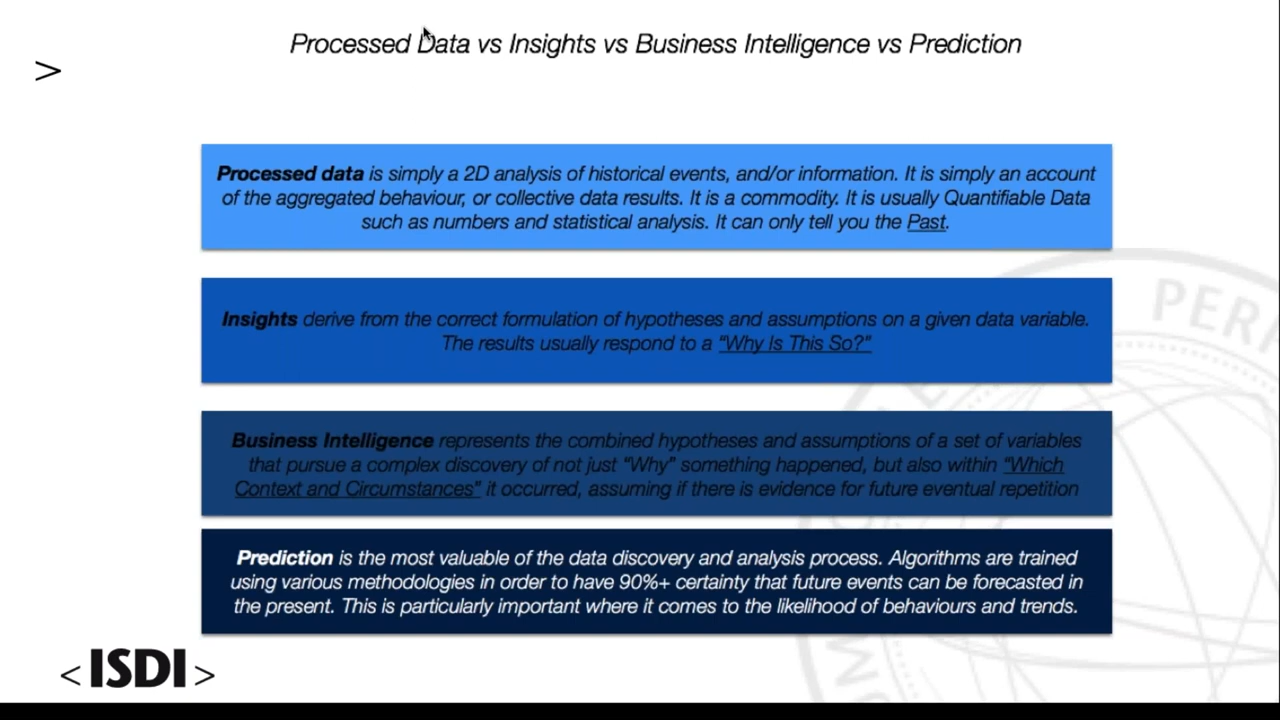 Processed Data vs Insights vs Business Intelligence vs Prediction
>
Processed data is simply a 2D analysis of historical events, and/or information. It is simply an account
of the aggregated behaviour, or collective data results. It is a commodity. It is usually Quantifiable Data
such as numbers and statistical analysis. It can only tell you the Past.
Insights derive from the correct formulation of hypotheses and assumptions on a given data variable.
The results usually respond to a “Why Is This So?”
Business Intelligence represents the combined hypotheses and assumptions of a set of variables
that pursue a complex discovery of not just “Why” something happened, but also within “Which
Context and Circumstances” it occurred, assuming if there is evidence for future eventual repetition
Prediction is the most valuable of the data discovery and analysis process. Algorithms are trained
using various methodologies in order to have 90%+ certainty that future events can be forecasted in
the present. This is particularly important where it comes to the likelihood of behaviours and trends.
<ISDI>